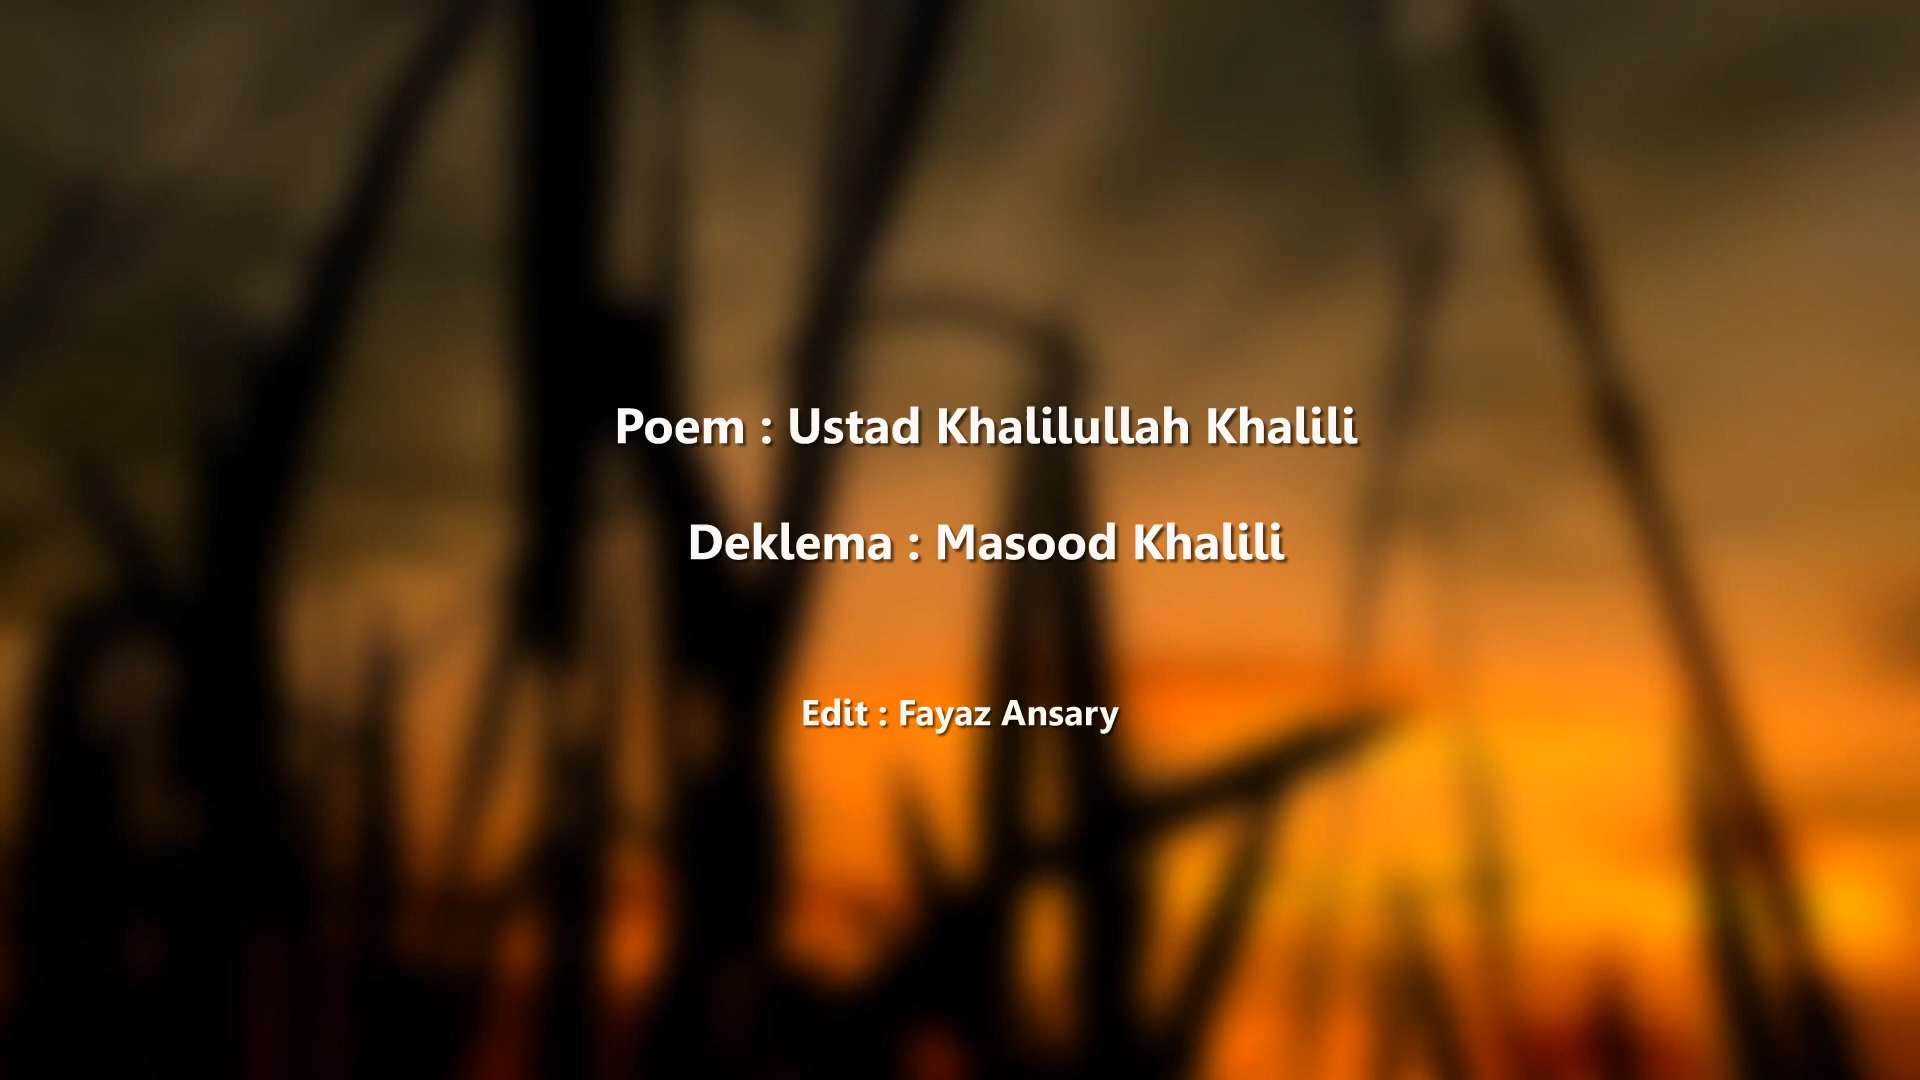 Poem : Ustad Khalilullah Khalili
Deklema : Masood Khalili
Edit : Fayaz Ansary